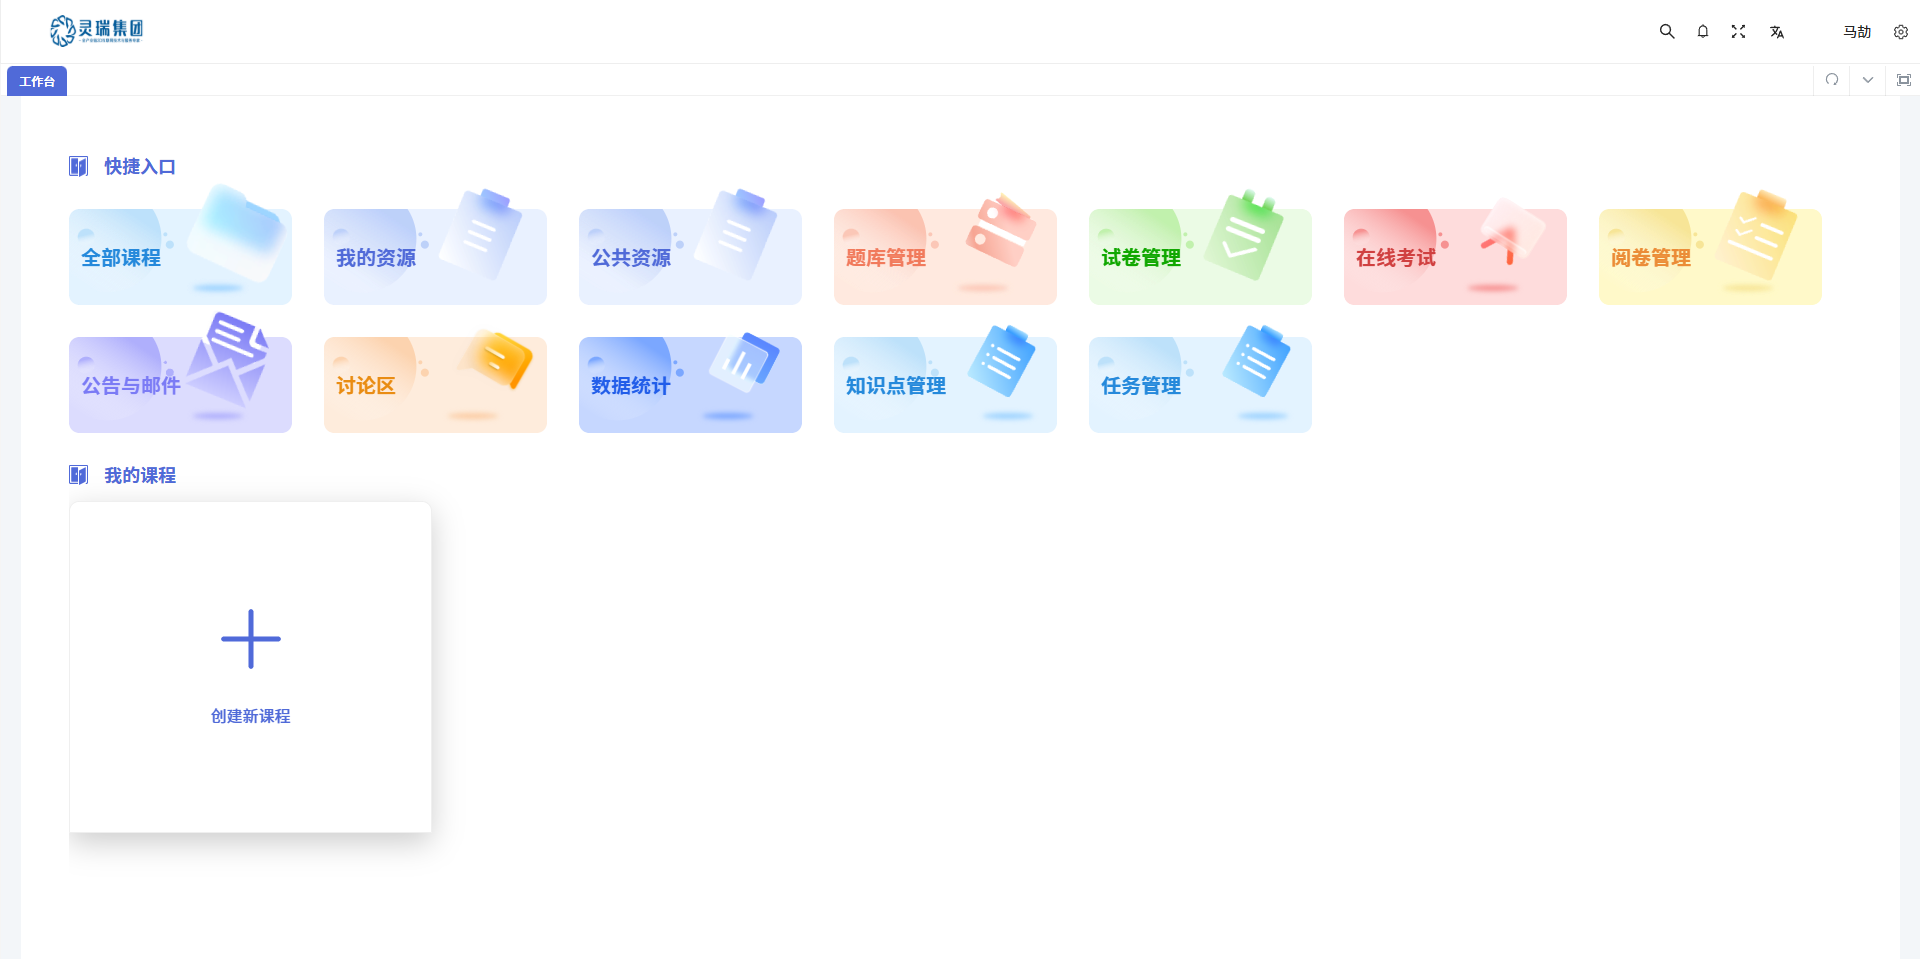 灵瑞集团
马劼
工作台
快捷入口
全部课程
我的资源
公共资源
题库管理
试卷管理
在线考试
阅卷管理
公告与邮件
讨论区
数据统计
知识点管理
任务管理
我的课程
创建新课程